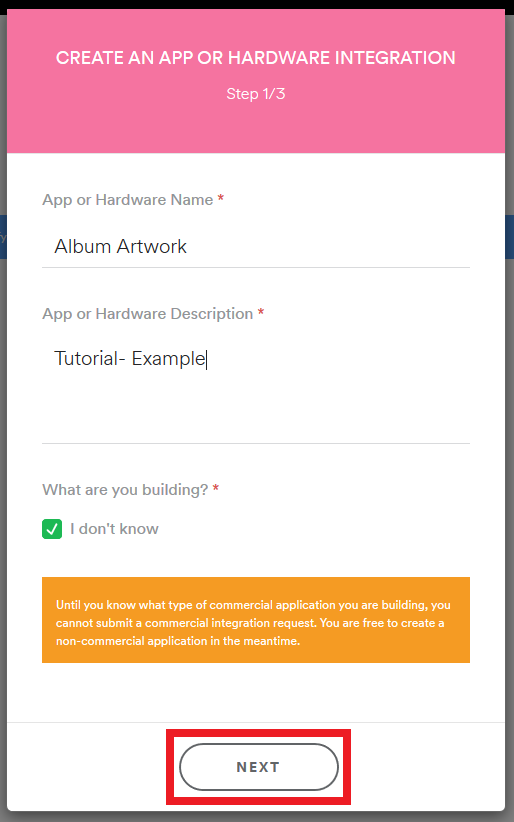 CREATE AN APP OR HARDWARE INTEGRATION
Step 1/3
App or Hardware Name *
Album Artwork
App or Hardware Description *
Tutorial- Example
What are you building? *
I don't know
Until you know what type of commercial application you are building, you
cannot submit a commercial integration request. You are free to create a
non-commercial application in the meantime.
NEXT